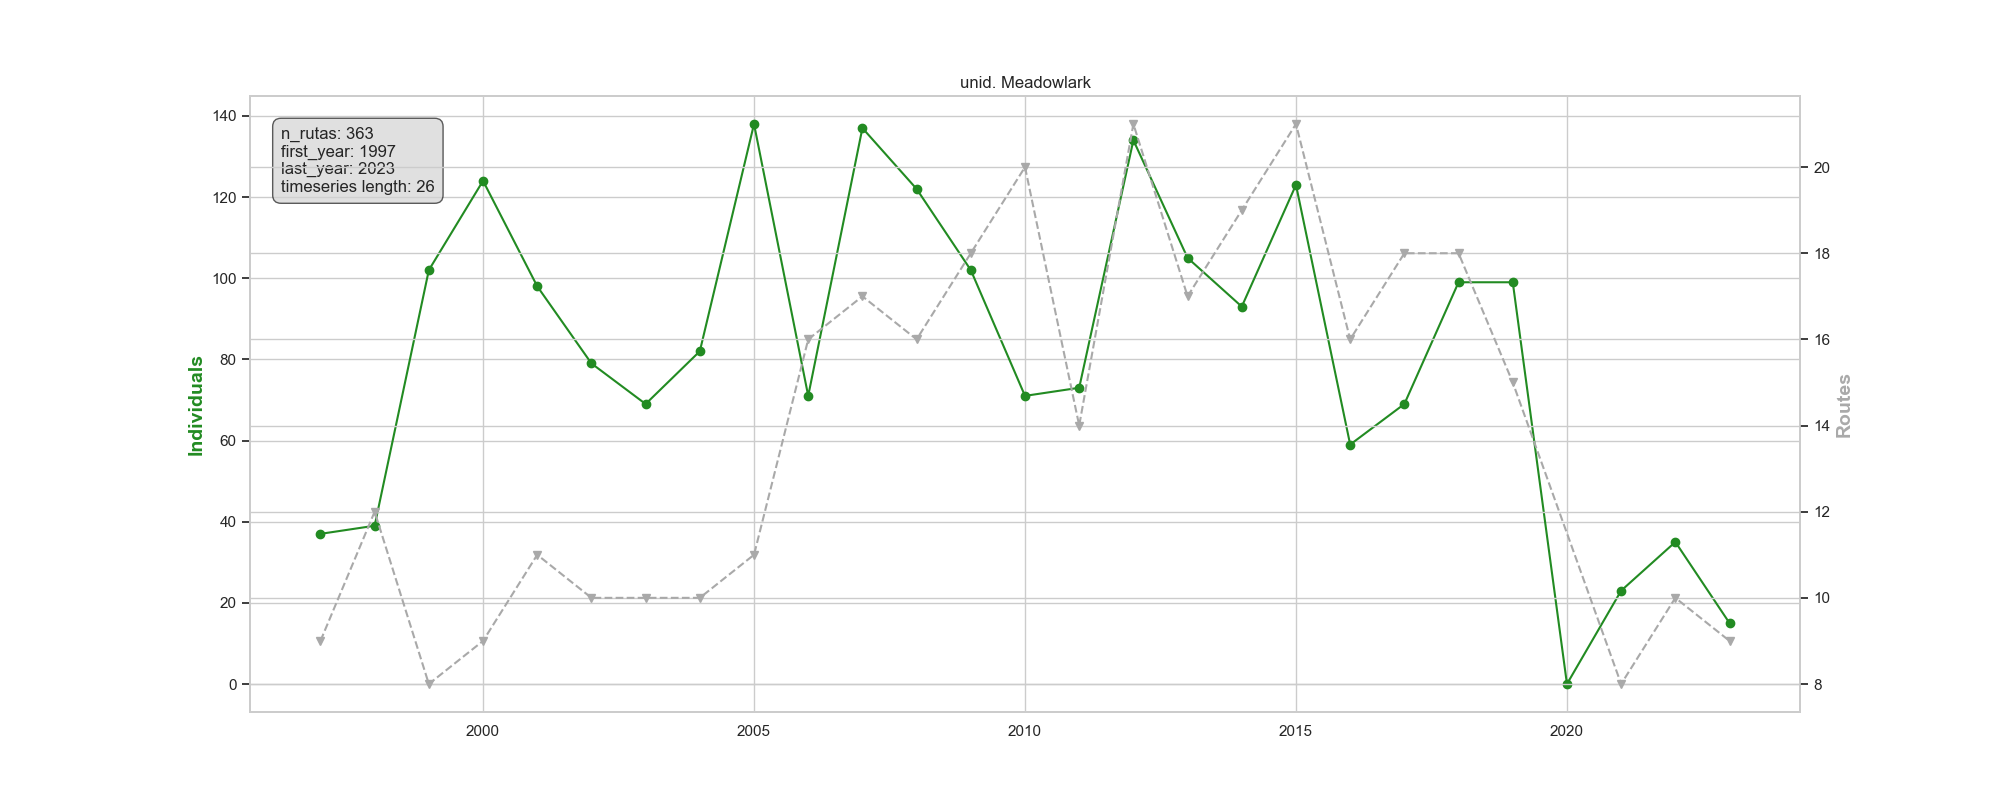 unid. Meadowlark
n_rutas: 363
first_year: 1997
last_year: 2023
timeseries length: 26
Individuals
140
120
100
80
60
40
20
0
Routes
20
18
16
14
12
10
8
2000
2005
2010
2015
2020